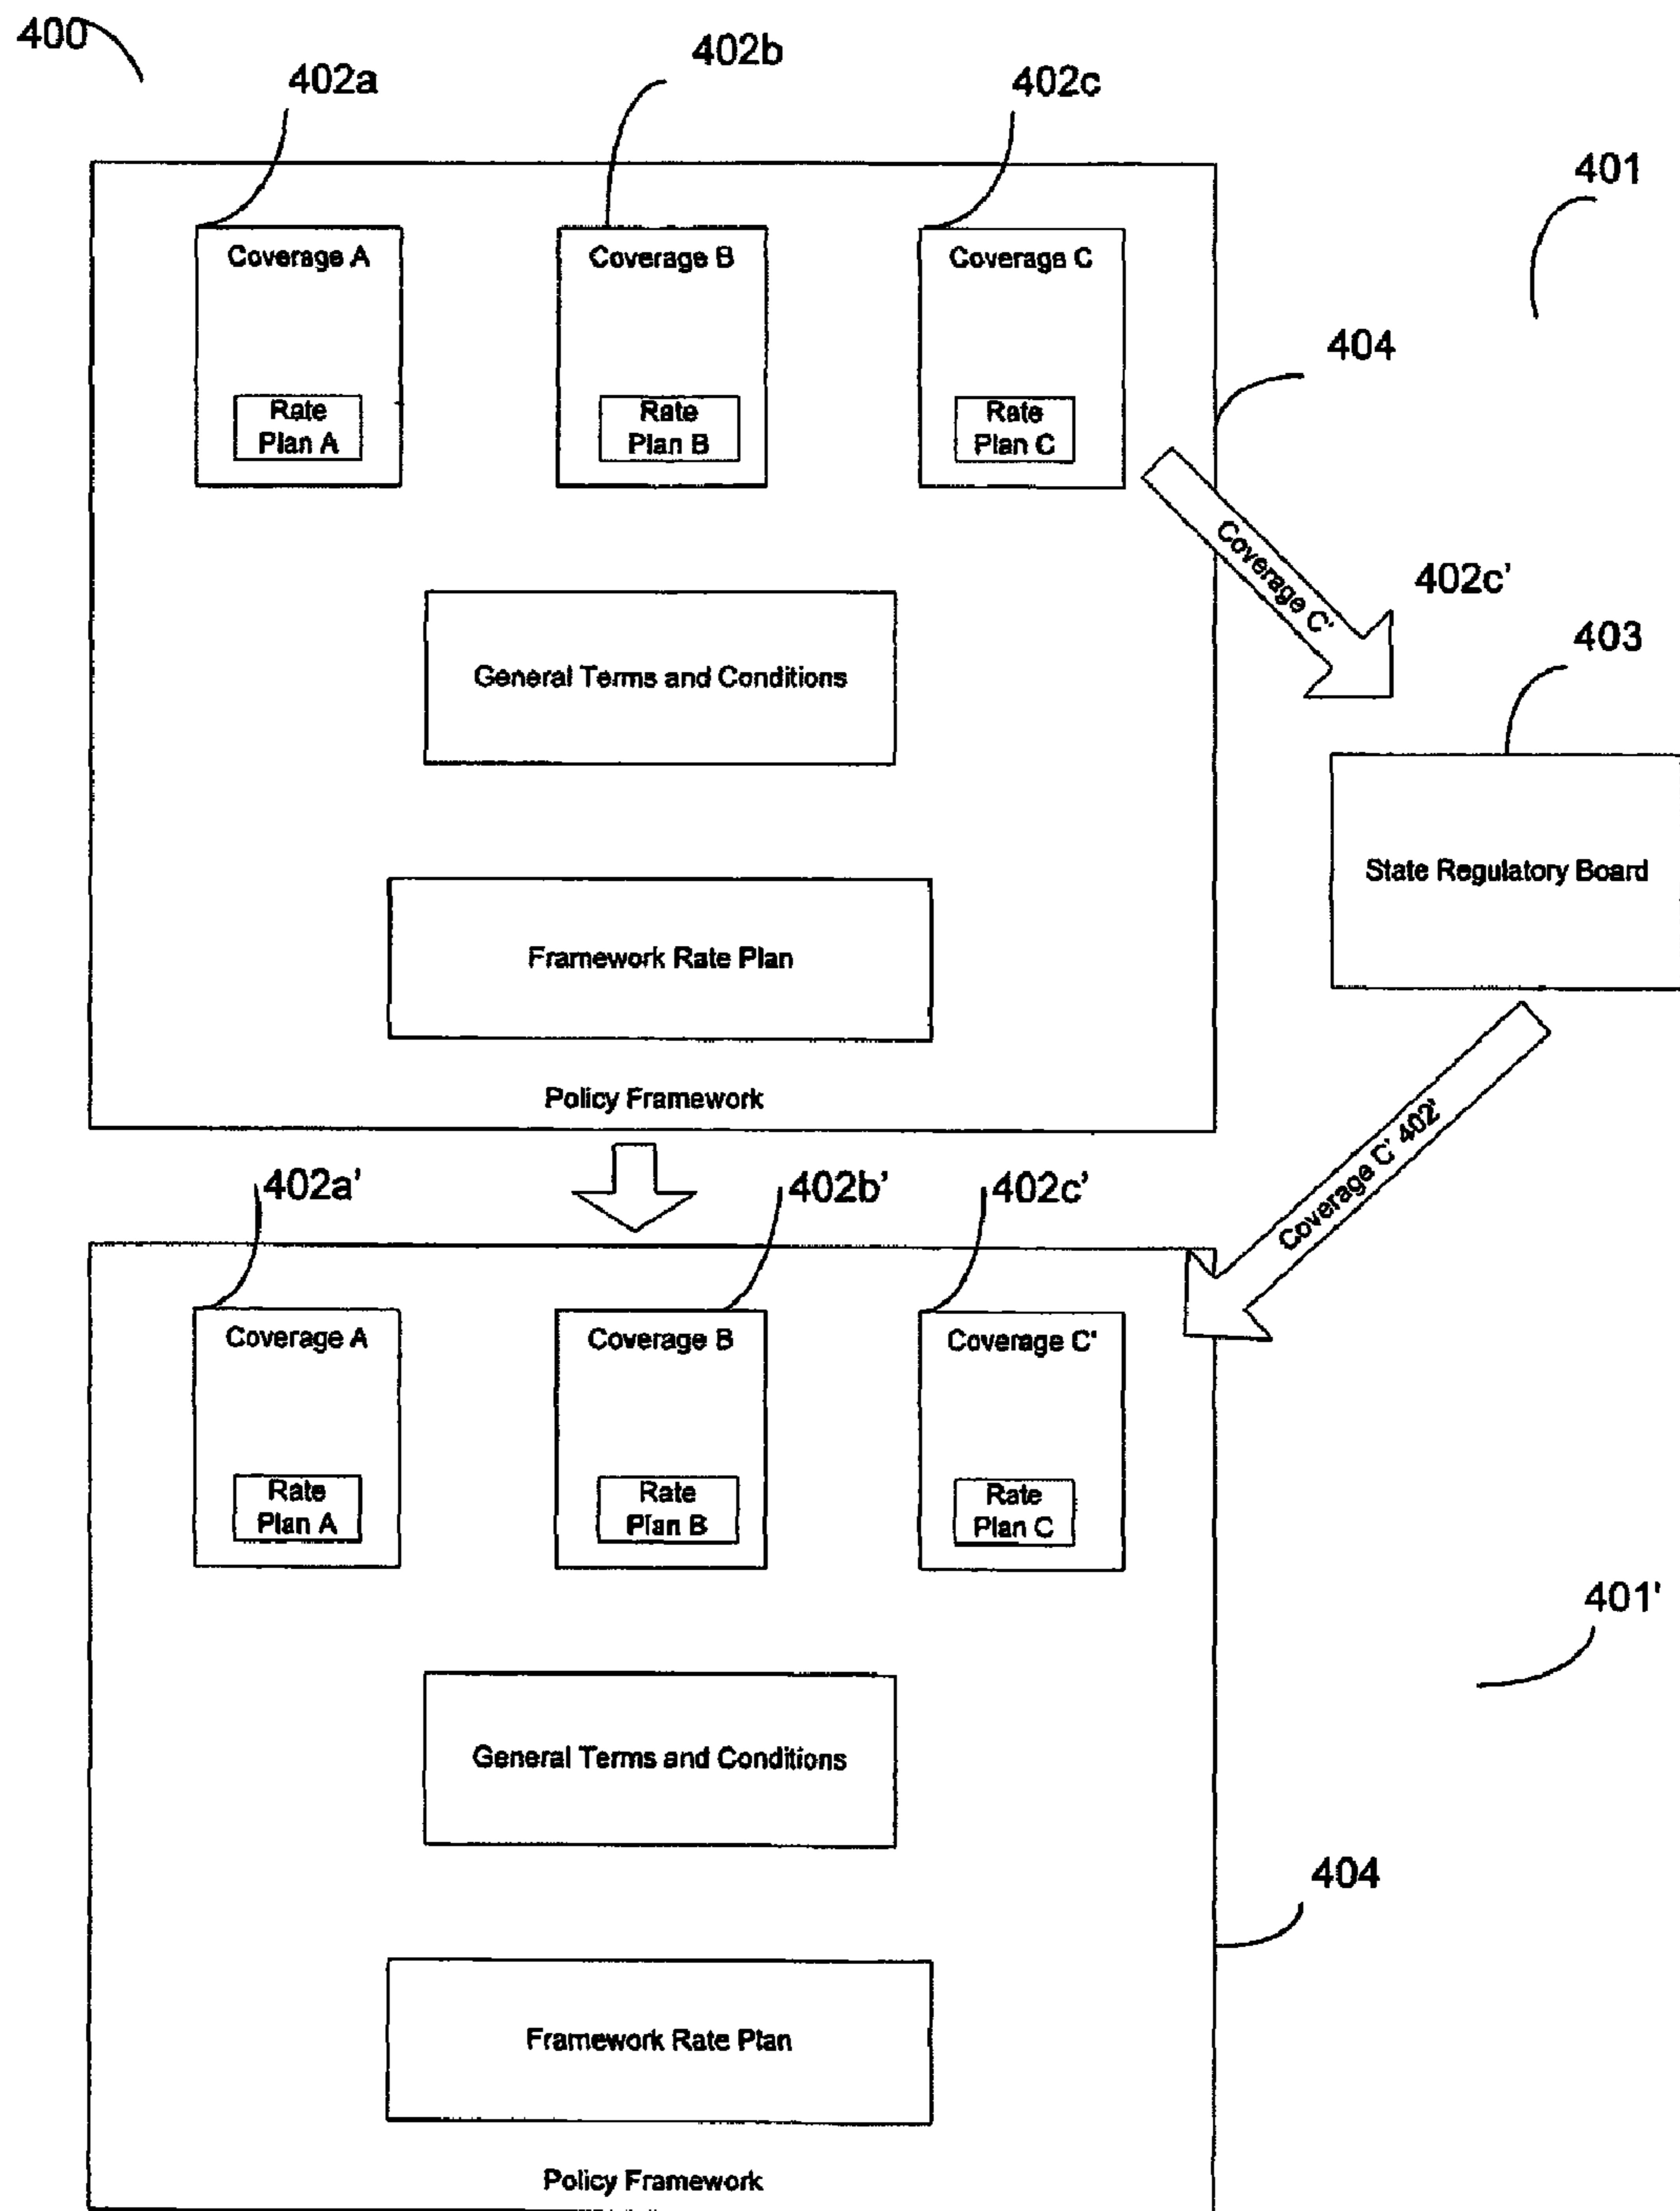 400
402a
402b
402c
401
404
Coverage A
Coverage B
Coverage C
Rate
Plan A
Rate
Plan B
Rate
Plan C
Coverage C'
402c'
403
General Terms and Conditions
State Regulatory Board
Framework Rate Plan
Policy Framework
Coverage C' 402'
402a'
402b'
402c'
Coverage A
Coverage B
Coverage C'
Rate
Plan A
Rate
Plan B
Rate
Plan C
401'
General Terms and Conditions
404
Framework Rate Plan
Policy Framework